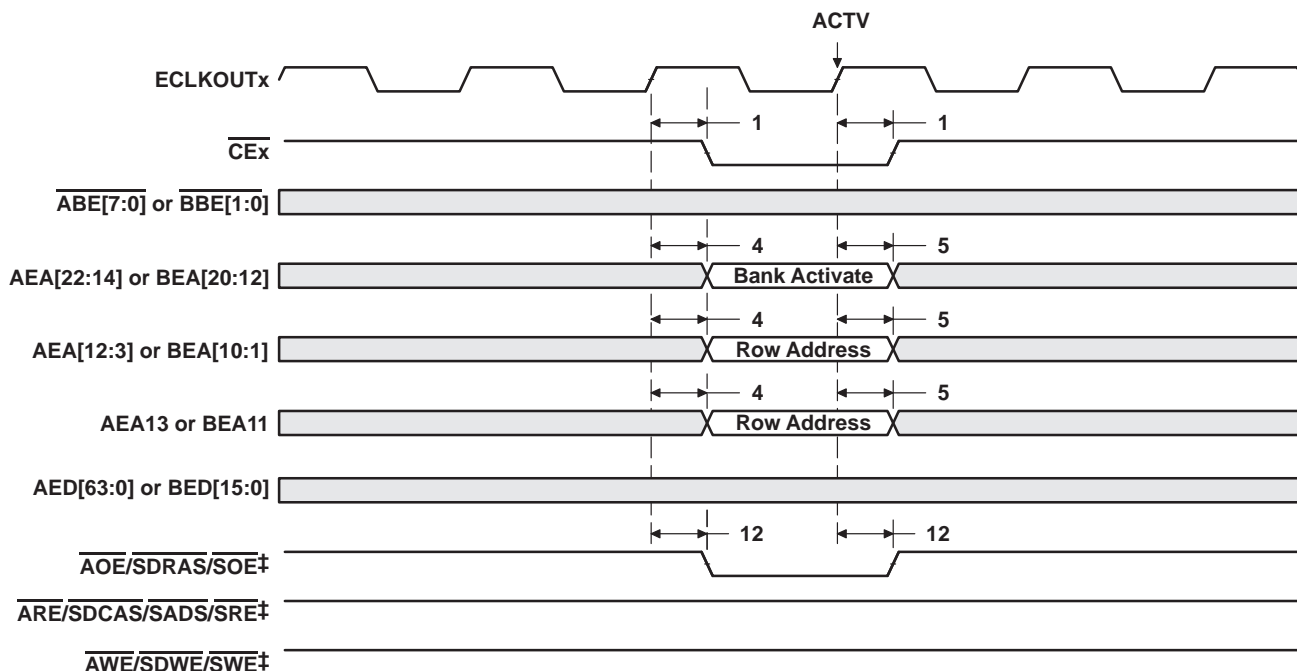 ACTV
ECLKOUTx
1 1
CEx
ABE[7:0] or BBE[1:0]
4 5
AEA[22:14] or BEA[20:12] Bank Activate
4 5
AEA[12:3] or BEA[10:1] Row Address
4 5
AEA13 or BEA11 Row Address
AED[63:0] or BED[15:0]
12 12
AOE/SDRAS/SOE‡
ARE/SDCAS/SADS/SRE‡
AWE/SDWE/SWE‡